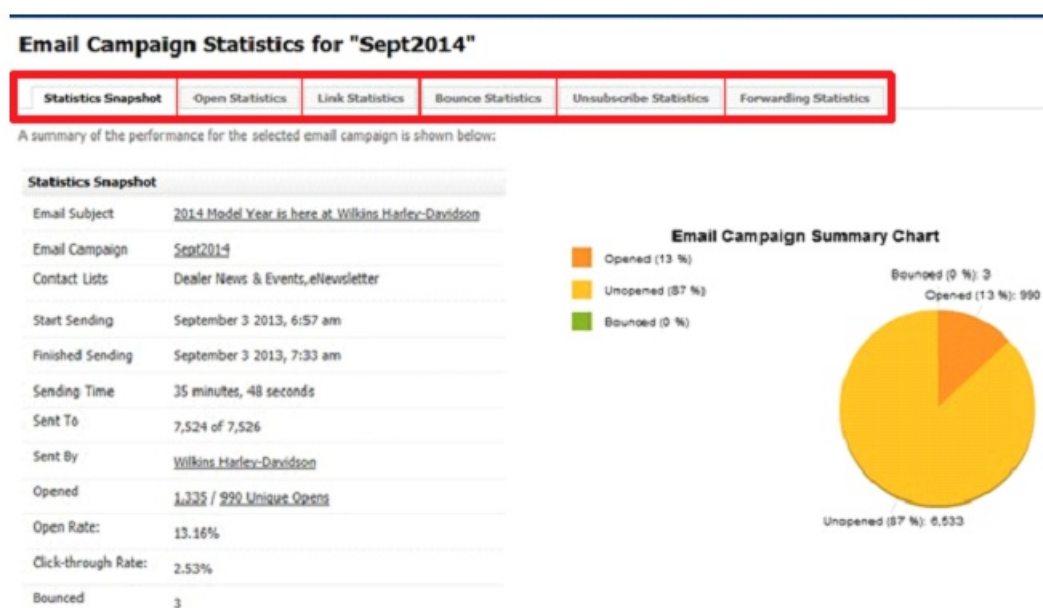 Email Campaign Statistics for "Sept2014"
Statistics Snapshot Open Statistics Link Statistics Bounce Statistics Unsubscribe Statistics Forwarding Statistics
A summary of the performance for the selected email campaign is shown below:
Statistics Snapshot
Email Subject 2014 Model Year is here at Wilkins Harley-Davidson
Email Campaign Sept2014
Contact Lists Dealer News & Events,eNewsletter
Start Sending September 3 2013, 6:57 am
Finished Sending September 3 2013, 7:33 am
Sending Time 35 minutes, 48 seconds
Sent To 7,524 of 7,526
Sent By Wilkins Harley-Davidson
Opened 1,335 / 990 Unique Opens
Open Rate: 13.16%
Click-through Rate: 2.53%
Bounced 3
Email Campaign Summary Chart
Opened (13 %)
Unopened (87 %)
Bounced (0 %)
Bounced (0 %): 3
Opened (13 %): 990
Unopened (87 %): 6,533